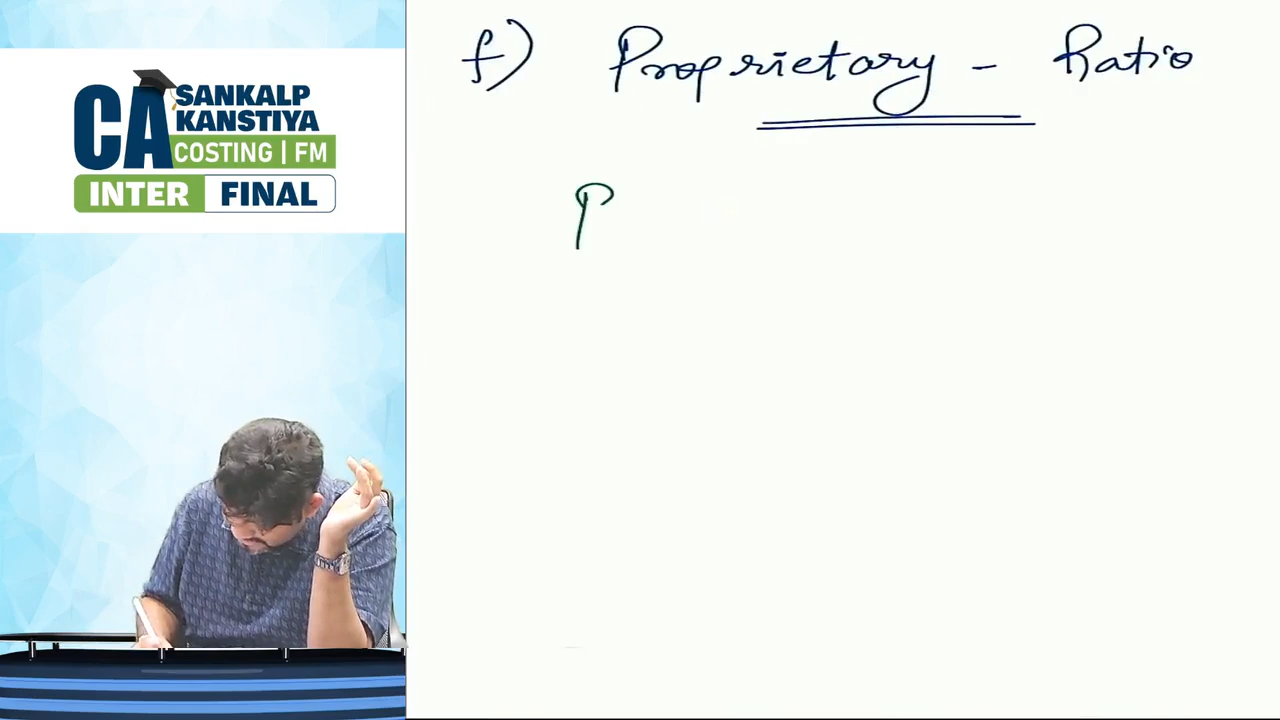 CA
SANKALP
KANSTIYA
COSTING | FM
INTER FINAL
f) Proprietary - Ratio
P